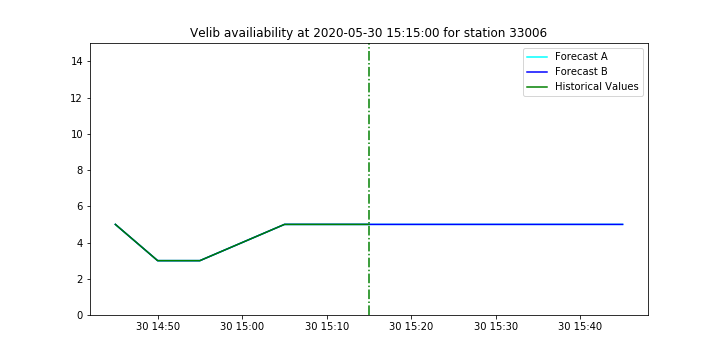 Velib availiability at 2020-05-30 15:15:00 for station 33006
Forecast A
Forecast B
Historical Values
14
12
10
8
6
4
2
0
30 14:50 30 15:00 30 15:10 30 15:20 30 15:30 30 15:40